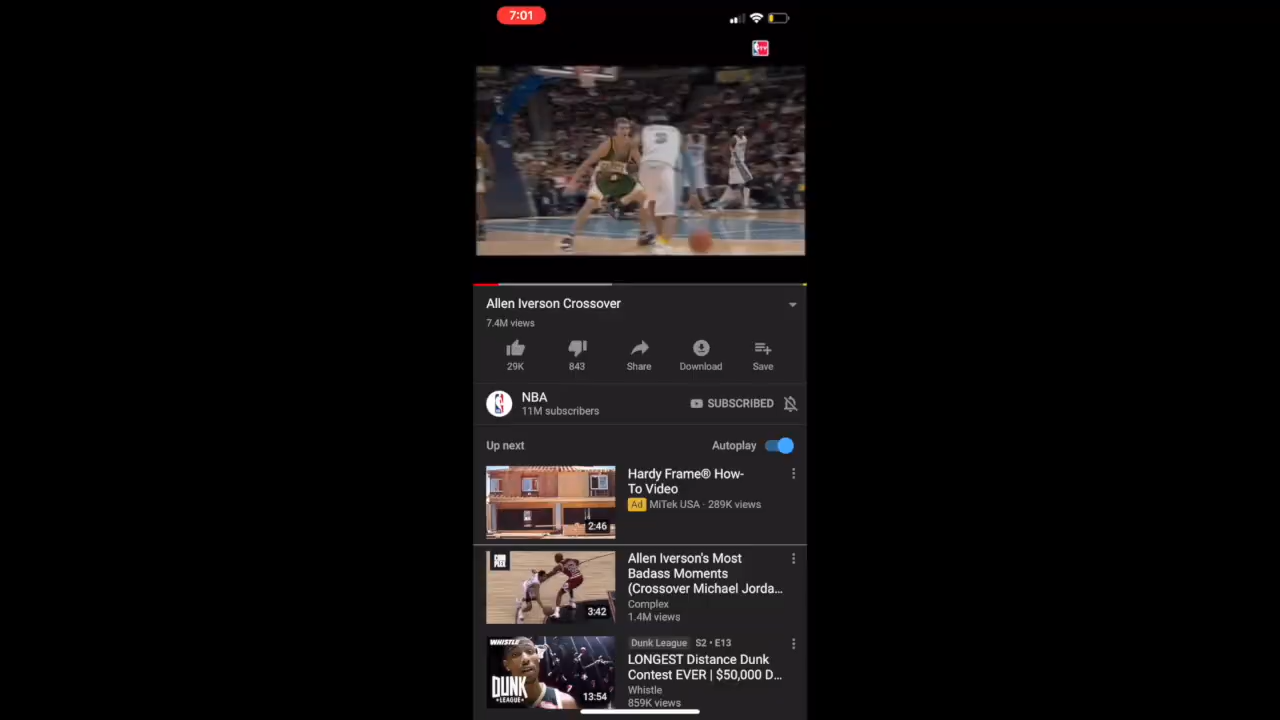 7:01
Allen Iverson Crossover
7.4M views
29K
843
Share
Download
Save
NBA
11M subscribers
SUBSCRIBED
Up next
Autoplay
Hardy Frame® How-
To Video
Ad MiTek USA · 289K views
2:46
Allen Iverson's Most
Badass Moments
(Crossover Michael Jorda...
Complex
1.4M views
COM
PLEX
3:42
Dunk League S2 • E13
LONGEST Distance Dunk
Contest EVER | $50,000 D...
Whistle
859K views
WHISTLE
DUNK
LEAGUE
13:54